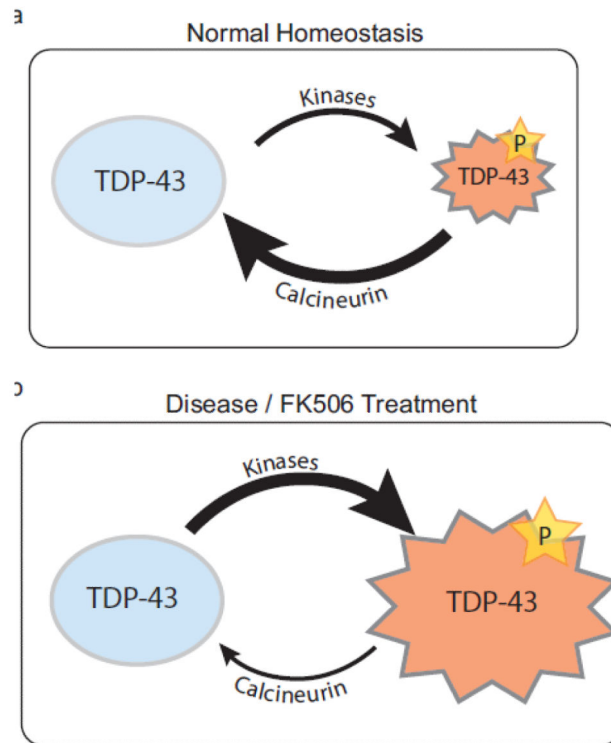 a
Normal Homeostasis
Kinases
P
TDP-43
TDP-43
Calcineurin
Disease / FK506 Treatment
Kinases
P
TDP-43
TDP-43
Calcineurin